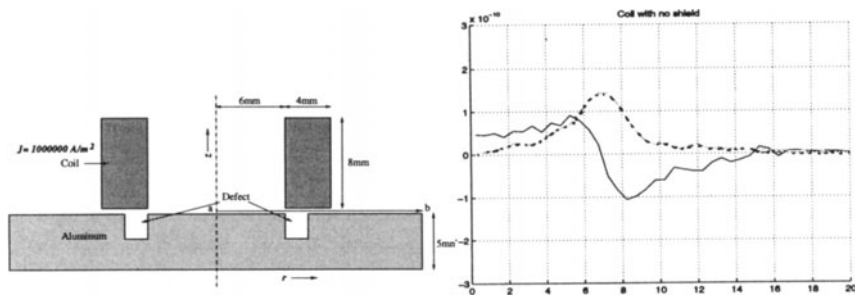 6mm
4mm
J= 1000000 A/m²
Coil
z
8mm
Defect
a
b
Aluminum
5mm
r
x 10⁻¹⁰
Coil with no shield
3
2
1
0
-1
-2
-3
0 2 4 6 8 10 12 14 16 18 20